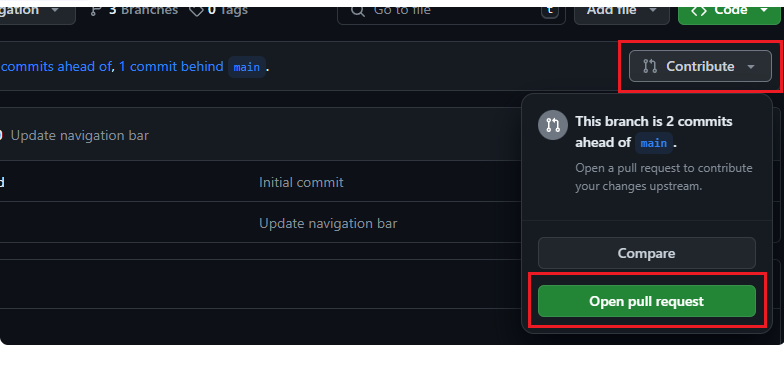 3 Branches 0 Tags Go to file t Add file Code
commits ahead of, 1 commit behind main. Contribute
This branch is 2 commits
ahead of main.
Open a pull request to contribute
your changes upstream.
Update navigation bar
Initial commit
Update navigation bar
Compare
Open pull request